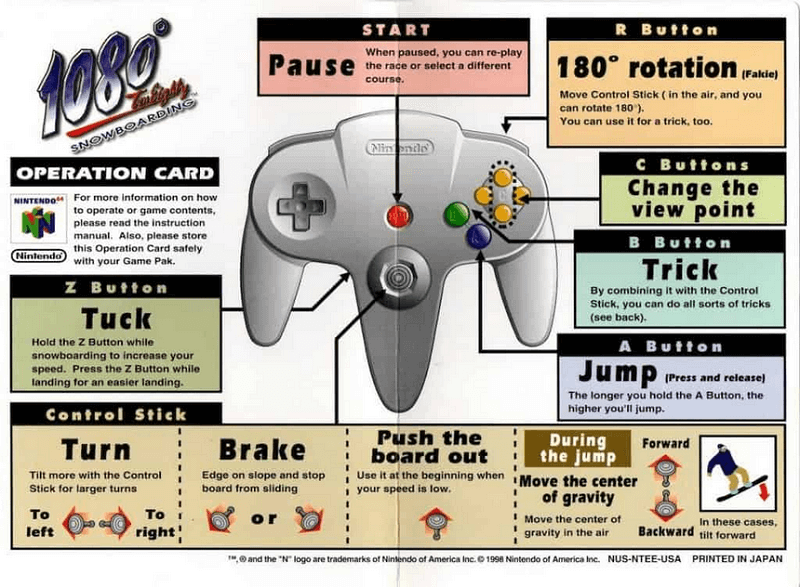 1080°
TenEighty
SNOWBOARDING
OPERATION CARD
NINTENDO⁶⁴
Nintendo®
For more information on how
to operate or game contents,
please read the instruction
manual. Also, please store
this Operation Card safely
with your Game Pak.
START
Pause
When paused, you can re-play
the race or select a different
course.
R Button
180° rotation (Fakie)
Move Control Stick ( in the air, and you
can rotate 180°).
You can use it for a trick, too.
Nintendo
C Buttons
Change the
view point
B Button
Trick
By combining it with the Control
Stick, you can do all sorts of tricks
(see back).
A Button
Jump (Press and release)
The longer you hold the A Button, the
higher you'll jump.
Z Button
Tuck
Hold the Z Button while
snowboarding to increase your
speed. Press the Z Button while
landing for an easier landing.
Control Stick
Turn
Tilt more with the Control
Stick for larger turns
To
left
To
right
Brake
Edge on slope and stop
board from sliding
or
Push the
board out
Use it at the beginning when
your speed is low.
During
the jump
Move the center
of gravity
Move the center of
gravity in the air
Forward
Backward
In these cases,
tilt forward
™, ® and the "N" logo are trademarks of Nintendo of America Inc. © 1998 Nintendo of America Inc. NUS-NTEE-USA PRINTED IN JAPAN